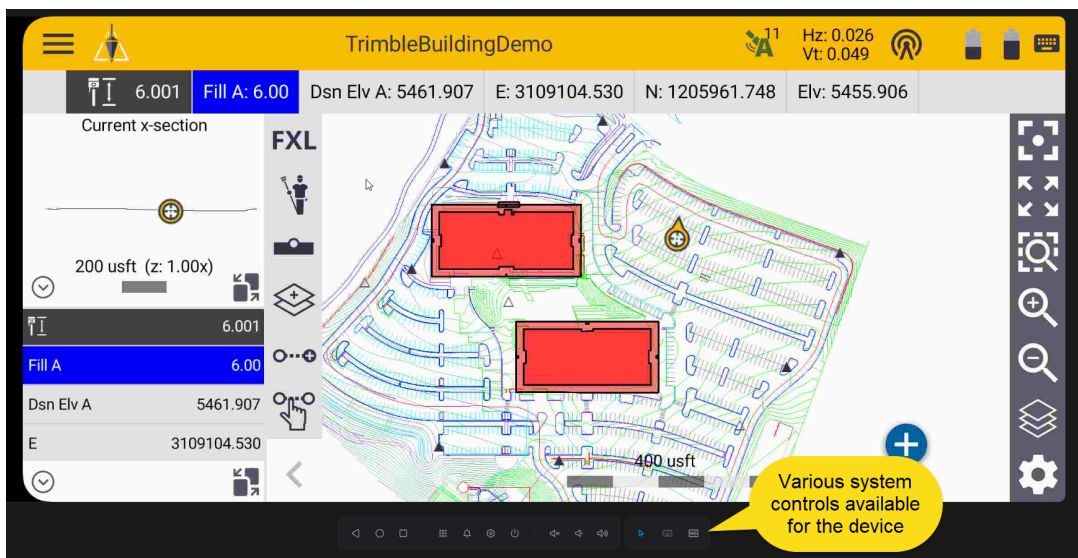 TrimbleBuildingDemo
11
Hz: 0.026
Vt: 0.049
6.001
Fill A: 6.00
Dsn Elv A: 5461.907
E: 3109104.530
N: 1205961.748
Elv: 5455.906
Current x-section
200 usft (z: 1.00x)
6.001
Fill A 6.00
Dsn Elv A 5461.907
E 3109104.530
FXL
400 usft
Various system
controls available
for the device